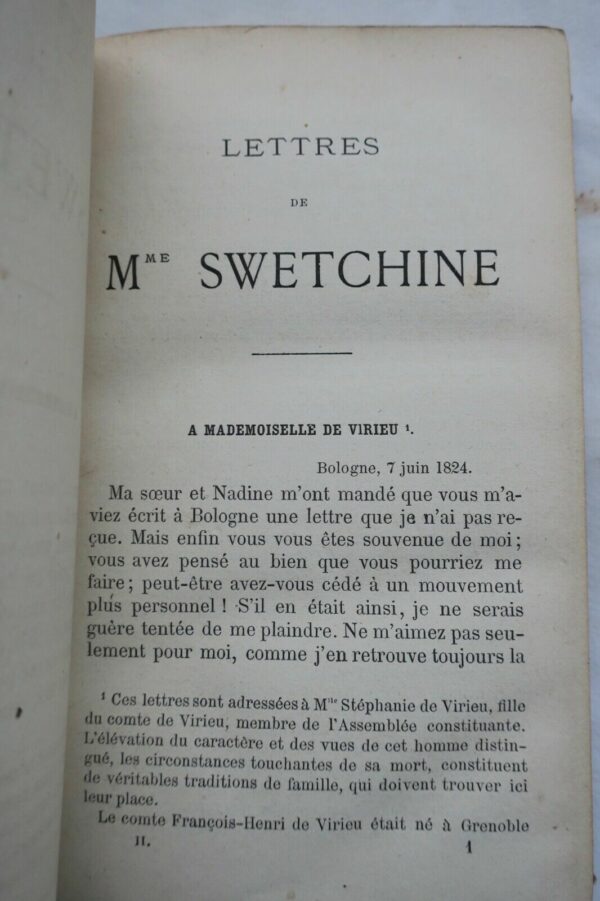 LETTRES
DE
Mᵐᵉ SWETCHINE
A MADEMOISELLE DE VIRIEU ¹.
Bologne, 7 juin 1824.
Ma sœur et Nadine m'ont mandé que vous m'a-
viez écrit à Bologne une lettre que je n'ai pas re-
çue. Mais enfin vous vous êtes souvenue de moi ;
vous avez pensé au bien que vous pourriez me
faire ; peut-être avez-vous cédé à un mouvement
plus personnel ! S'il en était ainsi, je ne serais
guère tentée de me plaindre. Ne m'aimez pas seu-
lement pour moi, comme j'en retrouve toujours la
¹ Ces lettres sont adressées à Mˡˡᵉ Stéphanie de Virieu, fille
du comte de Virieu, membre de l'Assemblée constituante.
L'élévation du caractère et des vues de cet homme distin-
gué, les circonstances touchantes de sa mort, constituent
de véritables traditions de famille, qui doivent trouver ici
leur place.
Le comte François-Henri de Virieu était né à Grenoble
II. 1